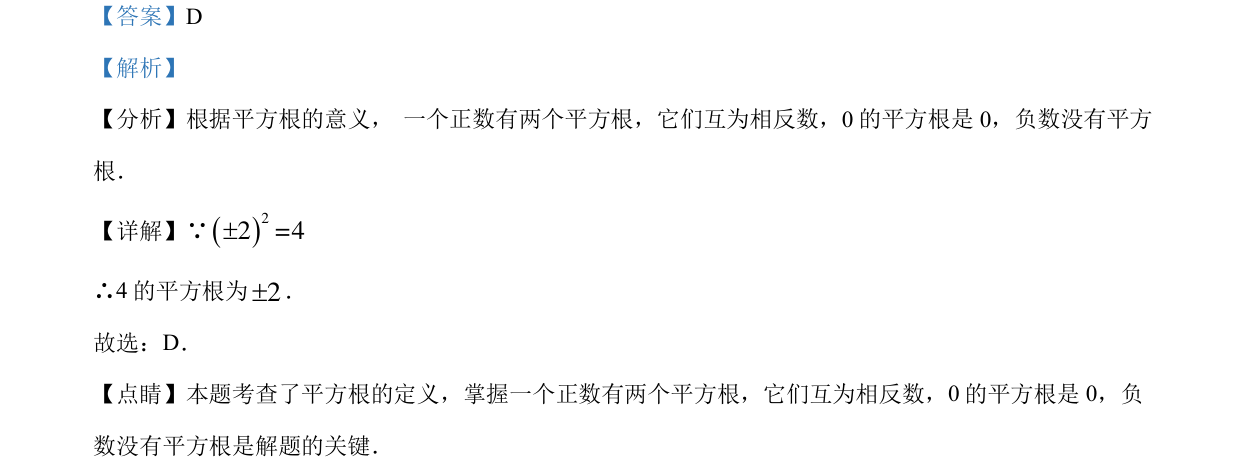 【答案】D
【解析】
【分析】根据平方根的意义， 一个正数有两个平方根，它们互为相反数，0 的平方根是 0，负数没有平方
根．
【详解】∵(±2)²=4
∴4 的平方根为±2．
故选：D．
【点睛】本题考查了平方根的定义，掌握一个正数有两个平方根，它们互为相反数，0 的平方根是 0，负
数没有平方根是解题的关键．